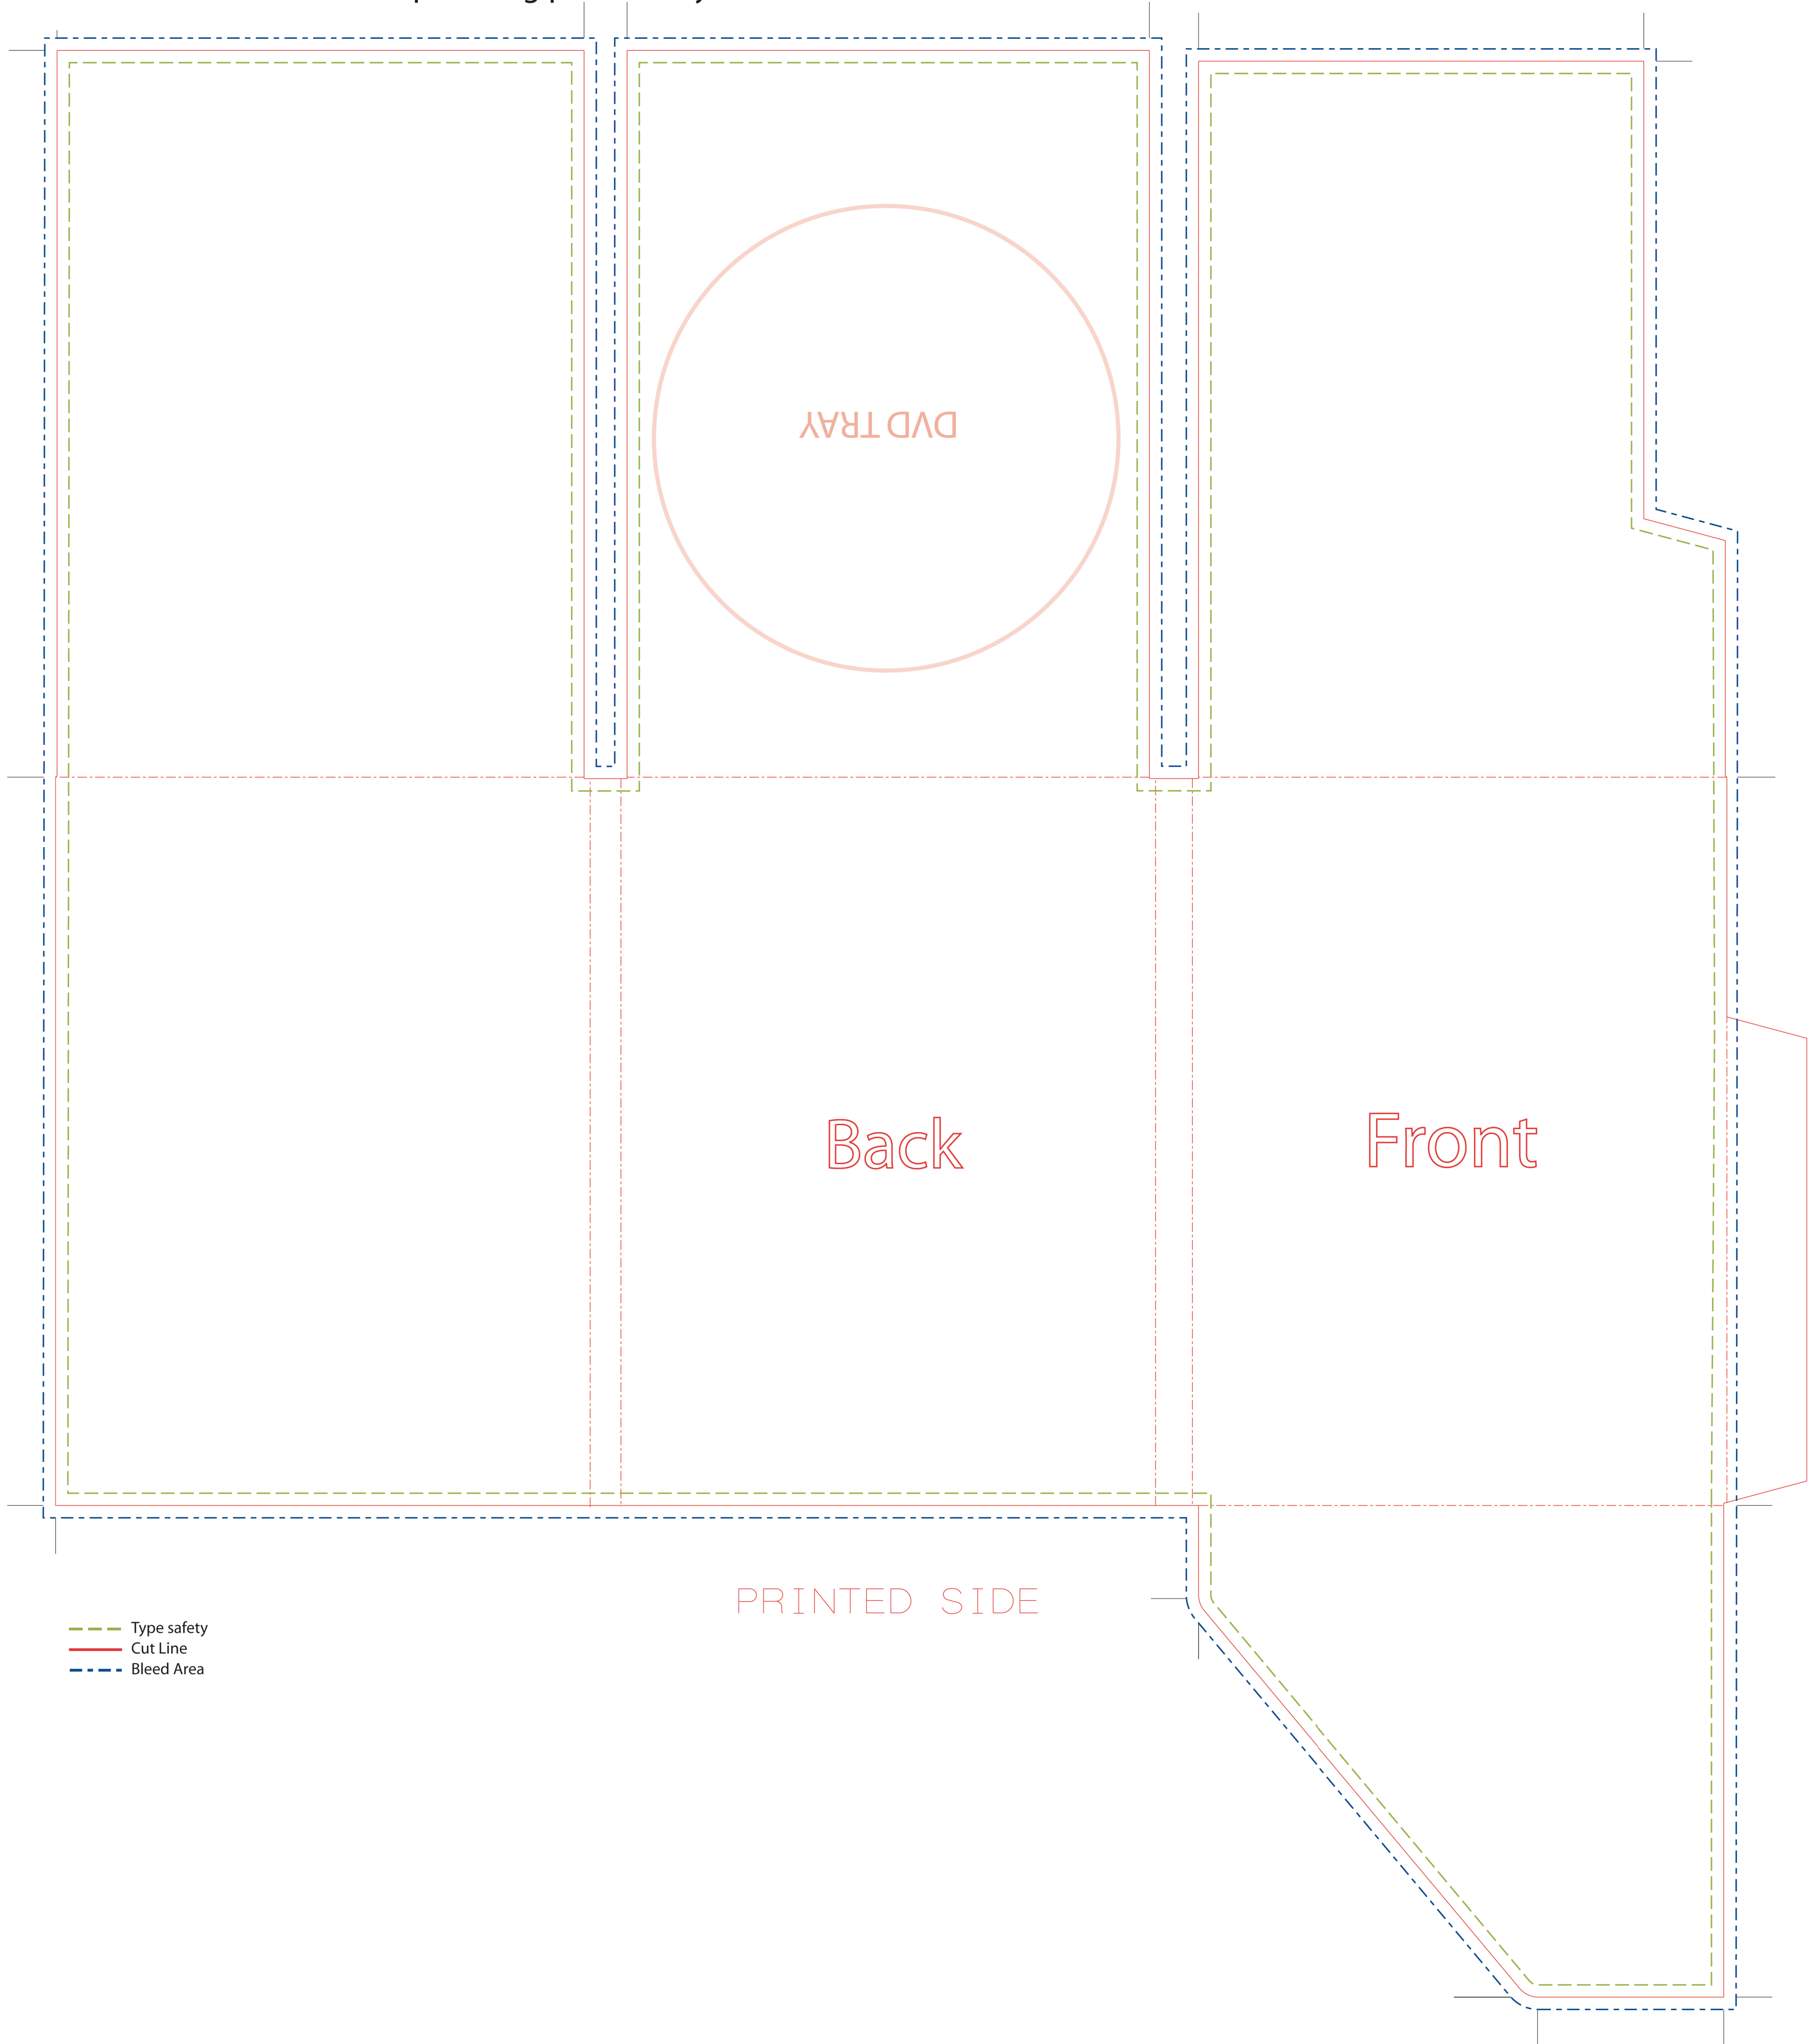 DVD TRAY
Back
Front
PRINTED SIDE
Type safety
Cut Line
Bleed Area